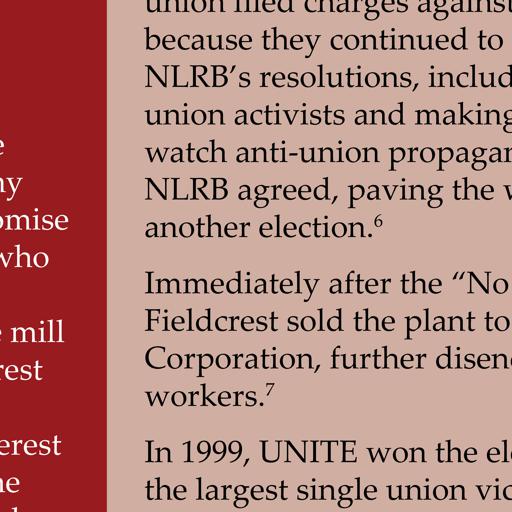 e
ny
omise
who
e mill
rest
erest
he
union filed charges against
because they continued to
NLRB’s resolutions, includ
union activists and making
watch anti-union propagan
NLRB agreed, paving the w
another election.⁶
Immediately after the “No
Fieldcrest sold the plant to
Corporation, further disenc
workers.⁷
In 1999, UNITE won the ele
the largest single union vic